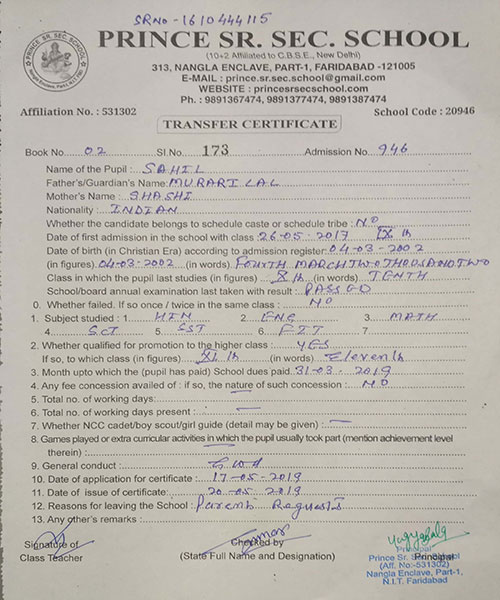 SRNo - 1610444115
PRINCE SR. SEC. SCHOOL
(10+2 Affiliated to C.B.S.E., New Delhi)
313, NANGLA ENCLAVE, PART-1, FARIDABAD -121005
E-MAIL : prince.sr.sec.school@gmail.com
WEBSITE : princesrsecschool.com
Ph. : 9891367474, 9891377474, 9891387474
Affiliation No. : 531302 School Code : 20946
TRANSFER CERTIFICATE
Book No. 02 Sl.No. 173 Admission No. 946
Name of the Pupil : SAHIL
Father's/Guardian's Name: MURARI LAL
Mother's Name : SHASHI
Nationality : INDIAN
Whether the candidate belongs to schedule caste or schedule tribe : NO
Date of first admission in the school with class 26-05-2017 IX th
Date of birth (in Christian Era) according to admission register: 04-03-2002
(in figures) 04-03-2002 (in words) FOURTH MARCH TWO THOUSAND TWO
Class in which the pupil last studies (in figures) X th (in words) TENTH
School/board annual examination last taken with result : PASSED
0. Whether failed. If so once / twice in the same class : NO
1. Subject studied : 1. HIN 2. ENG 3. MATH
4. SCT 5. SST 6. FIT 7.
2. Whether qualified for promotion to the higher class : YES
If so, to which class (in figures) XI th (in words) Eleventh
3. Month upto which the (pupil has paid) School dues paid. 31-03-2019
4. Any fee concession availed of : if so, the nature of such concession : NO
5. Total no. of working days: —
6. Total no. of working days present : —
7. Whether NCC cadet/boy scout/girl guide (detail may be given) : —
8. Games played or extra curricular activities in which the pupil usually took part (mention achievement level
therein) : —
9. General conduct :
10. Date of application for certificate : 17-05-2019
11. Date of issue of certificate: 20-05-2019
12. Reasons for leaving the School : Parents Requests
13. Any other's remarks :
Signature of Checked by Principal
Class Teacher (State Full Name and Designation) Prince Sr. Sec. School
(Aff. No.-531302)
Nangla Enclave, Part-1,
N.I.T. Faridabad